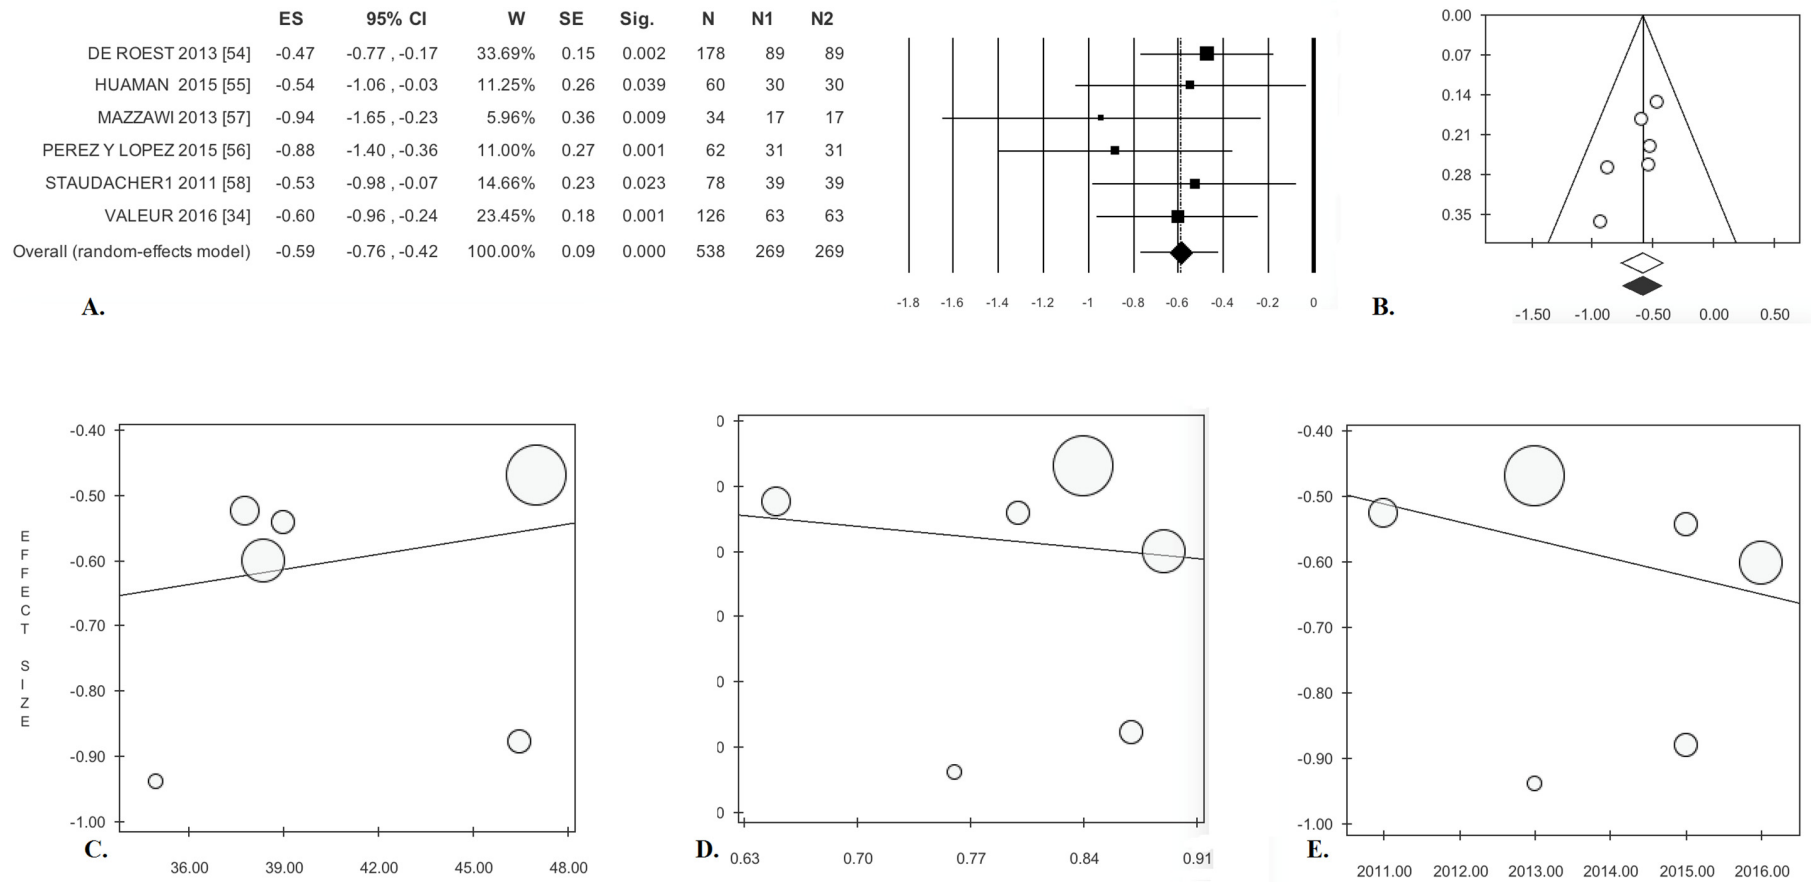 ES 95% CI W SE Sig. N N1 N2
DE ROEST 2013 [54] -0.47 -0.77 , -0.17 33.69% 0.15 0.002 178 89 89
HUAMAN 2015 [55] -0.54 -1.06 , -0.03 11.25% 0.26 0.039 60 30 30
MAZZAWI 2013 [57] -0.94 -1.65 , -0.23 5.96% 0.36 0.009 34 17 17
PEREZ Y LOPEZ 2015 [56] -0.88 -1.40 , -0.36 11.00% 0.27 0.001 62 31 31
STAUDACHER1 2011 [58] -0.53 -0.98 , -0.07 14.66% 0.23 0.023 78 39 39
VALEUR 2016 [34] -0.60 -0.96 , -0.24 23.45% 0.18 0.001 126 63 63
Overall (random-effects model) -0.59 -0.76 , -0.42 100.00% 0.09 0.000 538 269 269
-1.8 -1.6 -1.4 -1.2 -1 -0.8 -0.6 -0.4 -0.2 0
A.
0.00
0.07
0.14
0.21
0.28
0.35
-1.50 -1.00 -0.50 0.00 0.50
B.
EFFECT SIZE
-0.40
-0.50
-0.60
-0.70
-0.80
-0.90
-1.00
36.00 39.00 42.00 45.00 48.00
C.
0
0
0
0
0
0
0
0.63 0.70 0.77 0.84 0.91
D.
-0.40
-0.50
-0.60
-0.70
-0.80
-0.90
-1.00
2011.00 2012.00 2013.00 2014.00 2015.00 2016.00
E.